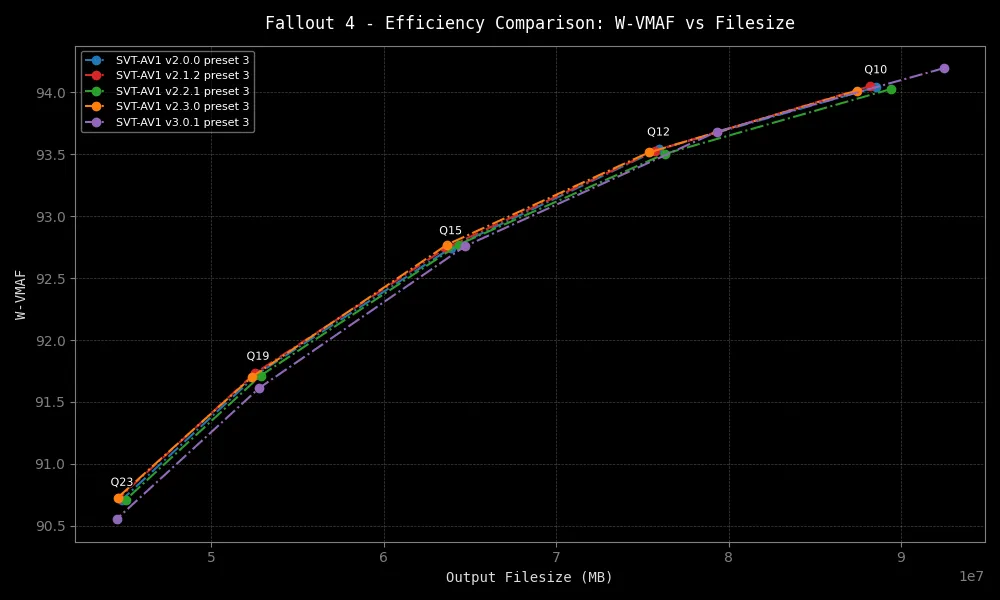 Fallout 4 - Efficiency Comparison: W-VMAF vs Filesize
SVT-AV1 v2.0.0 preset 3
SVT-AV1 v2.1.2 preset 3
SVT-AV1 v2.2.1 preset 3
SVT-AV1 v2.3.0 preset 3
SVT-AV1 v3.0.1 preset 3
Q10
Q12
Q15
Q19
Q23
W-VMAF
94.0
93.5
93.0
92.5
92.0
91.5
91.0
90.5
5 6 7 8 9
1e7
Output Filesize (MB)